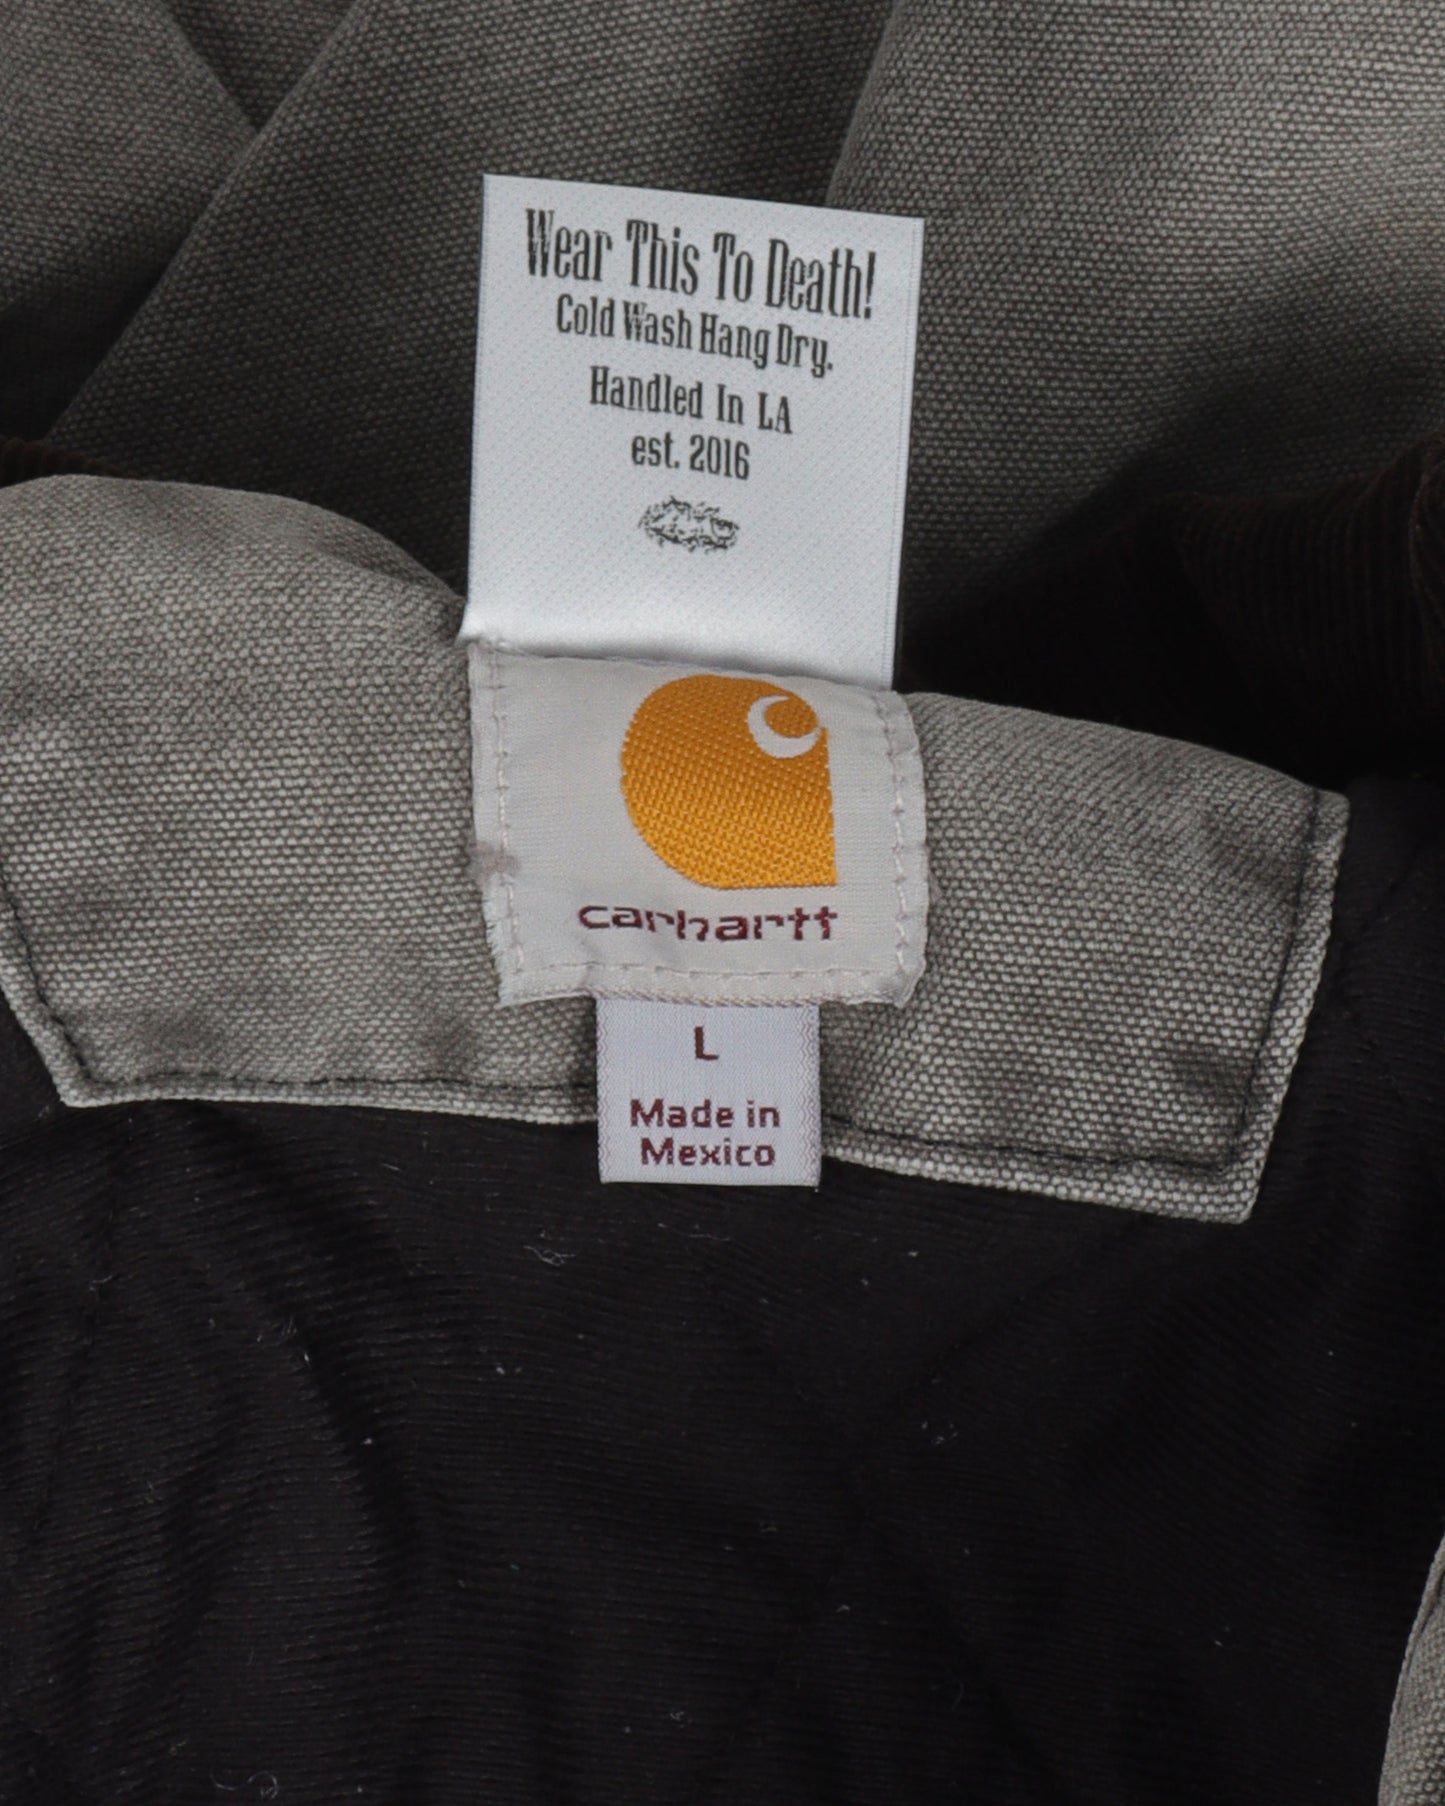 Wear This To Death!
Cold Wash Hang Dry.
Handled In LA
est. 2016
carhartt
L
Made in
Mexico